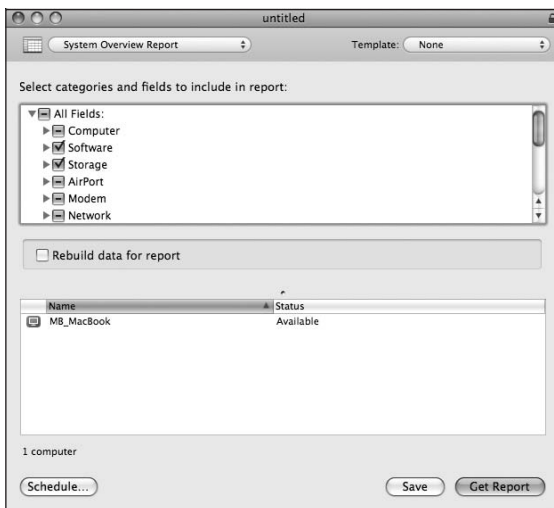 untitled
System Overview Report
Template: None
Select categories and fields to include in report:
All Fields:
Computer
Software
Storage
AirPort
Modem
Network
Rebuild data for report
Name Status
MB_MacBook Available
1 computer
Schedule... Save Get Report